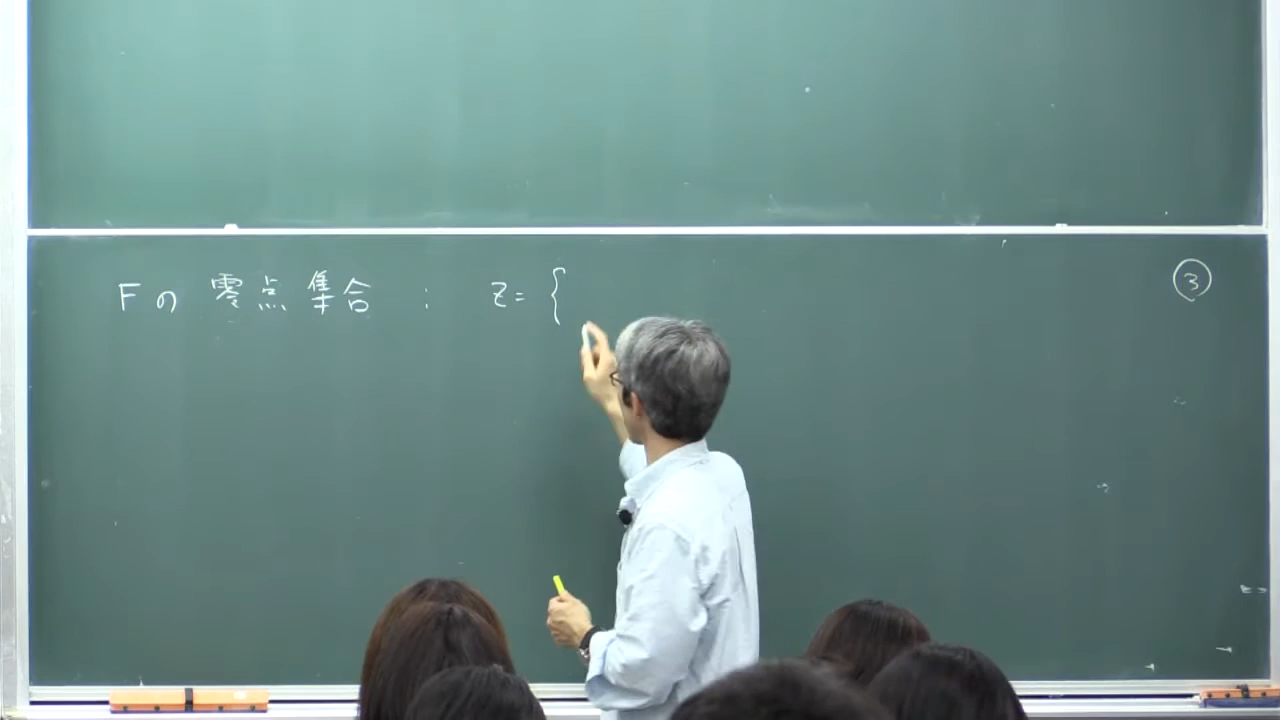 Fの 零点集合 : Z = {
③